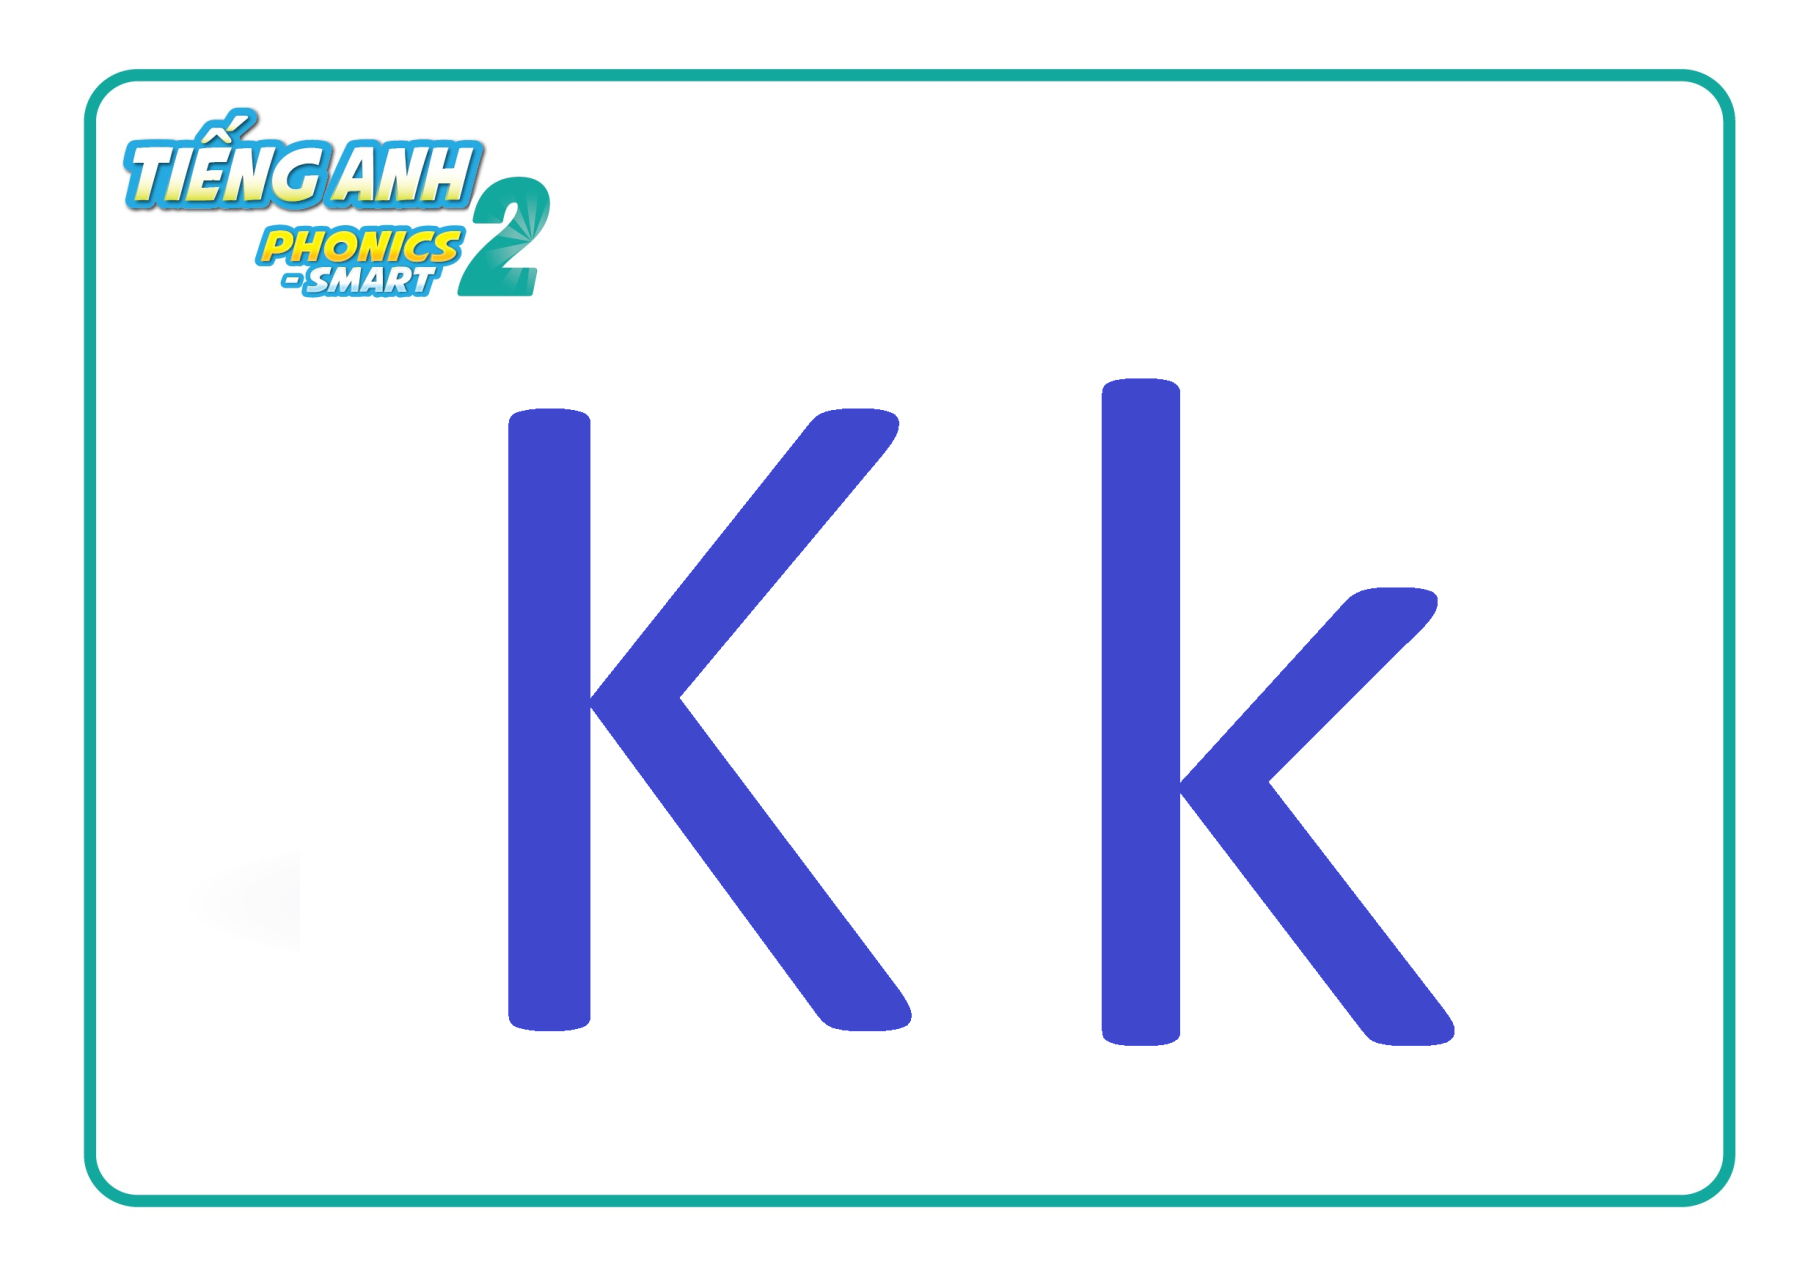 TIẾNG ANH
2
PHONICS
-SMART
K k